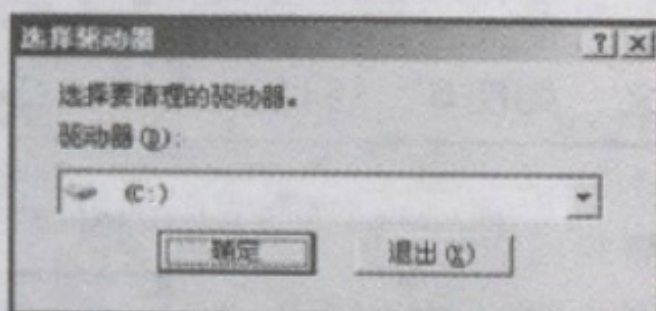 选择驱动器
选择要清理的驱动器。
驱动器(D):
(C:)
确定
退出(X)